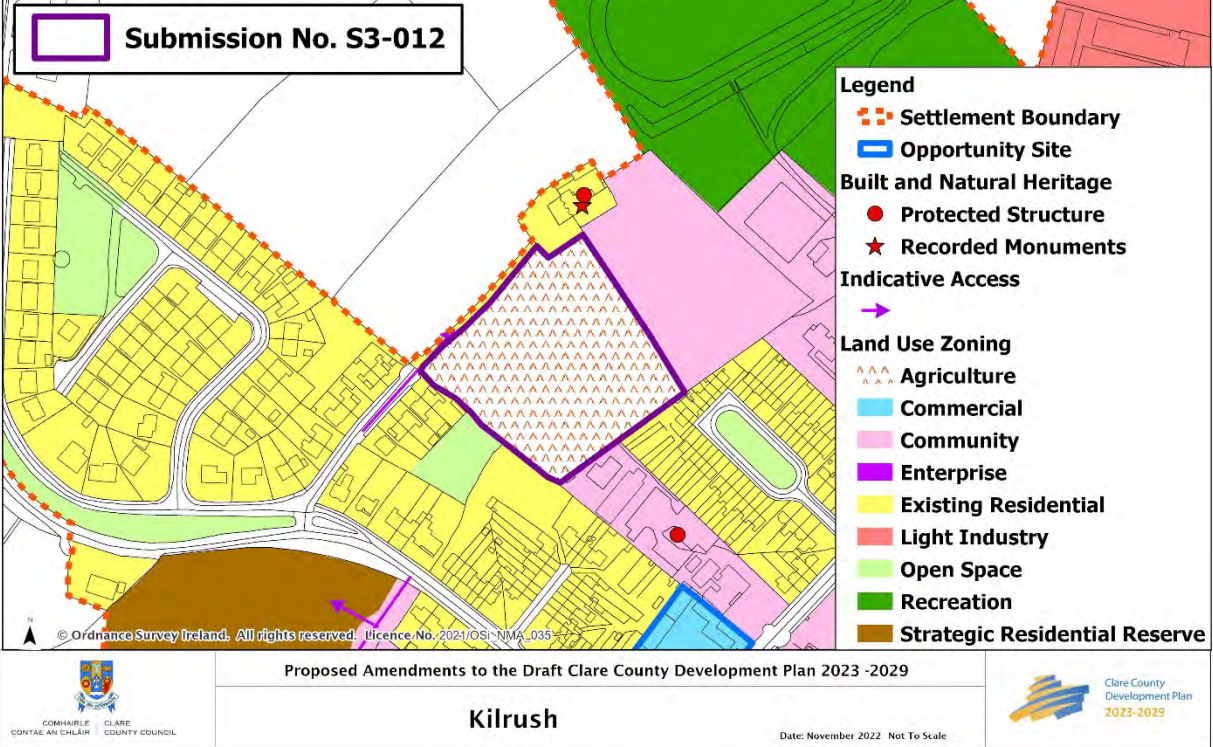 Submission No. S3-012
Legend
Settlement Boundary
Opportunity Site
Built and Natural Heritage
Protected Structure
Recorded Monuments
Indicative Access
Land Use Zoning
Agriculture
Commercial
Community
Enterprise
Existing Residential
Light Industry
Open Space
Recreation
Strategic Residential Reserve
N
© Ordnance Survey Ireland. All rights reserved. Licence No. 2021/OSi_NMA_035
COMHAIRLE CONTAE AN CHLÁIR
CLARE COUNTY COUNCIL
Proposed Amendments to the Draft Clare County Development Plan 2023 -2029
Kilrush
Date: November 2022 Not To Scale
Clare County
Development Plan
2023-2029